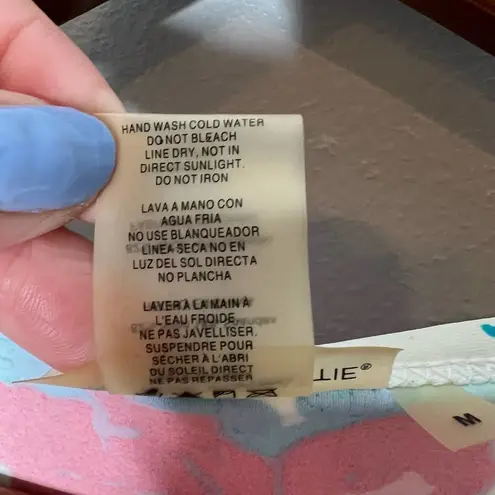 HAND WASH COLD WATER
DO NOT BLEACH
LINE DRY, NOT IN
DIRECT SUNLIGHT.
DO NOT IRON
LAVA A MANO CON
AGUA FRIA
NO USE BLANQUEADOR
LINEA SECA NO EN
LUZ DEL SOL DIRECTA
NO PLANCHA
LAVER À LA MAIN À
L'EAU FROIDE.
NE PAS JAVELLISER.
SUSPENDRE POUR
SÉCHER À L'ABRI
DU SOLEIL DIRECT
NE PAS REPASSER
TIE®
M